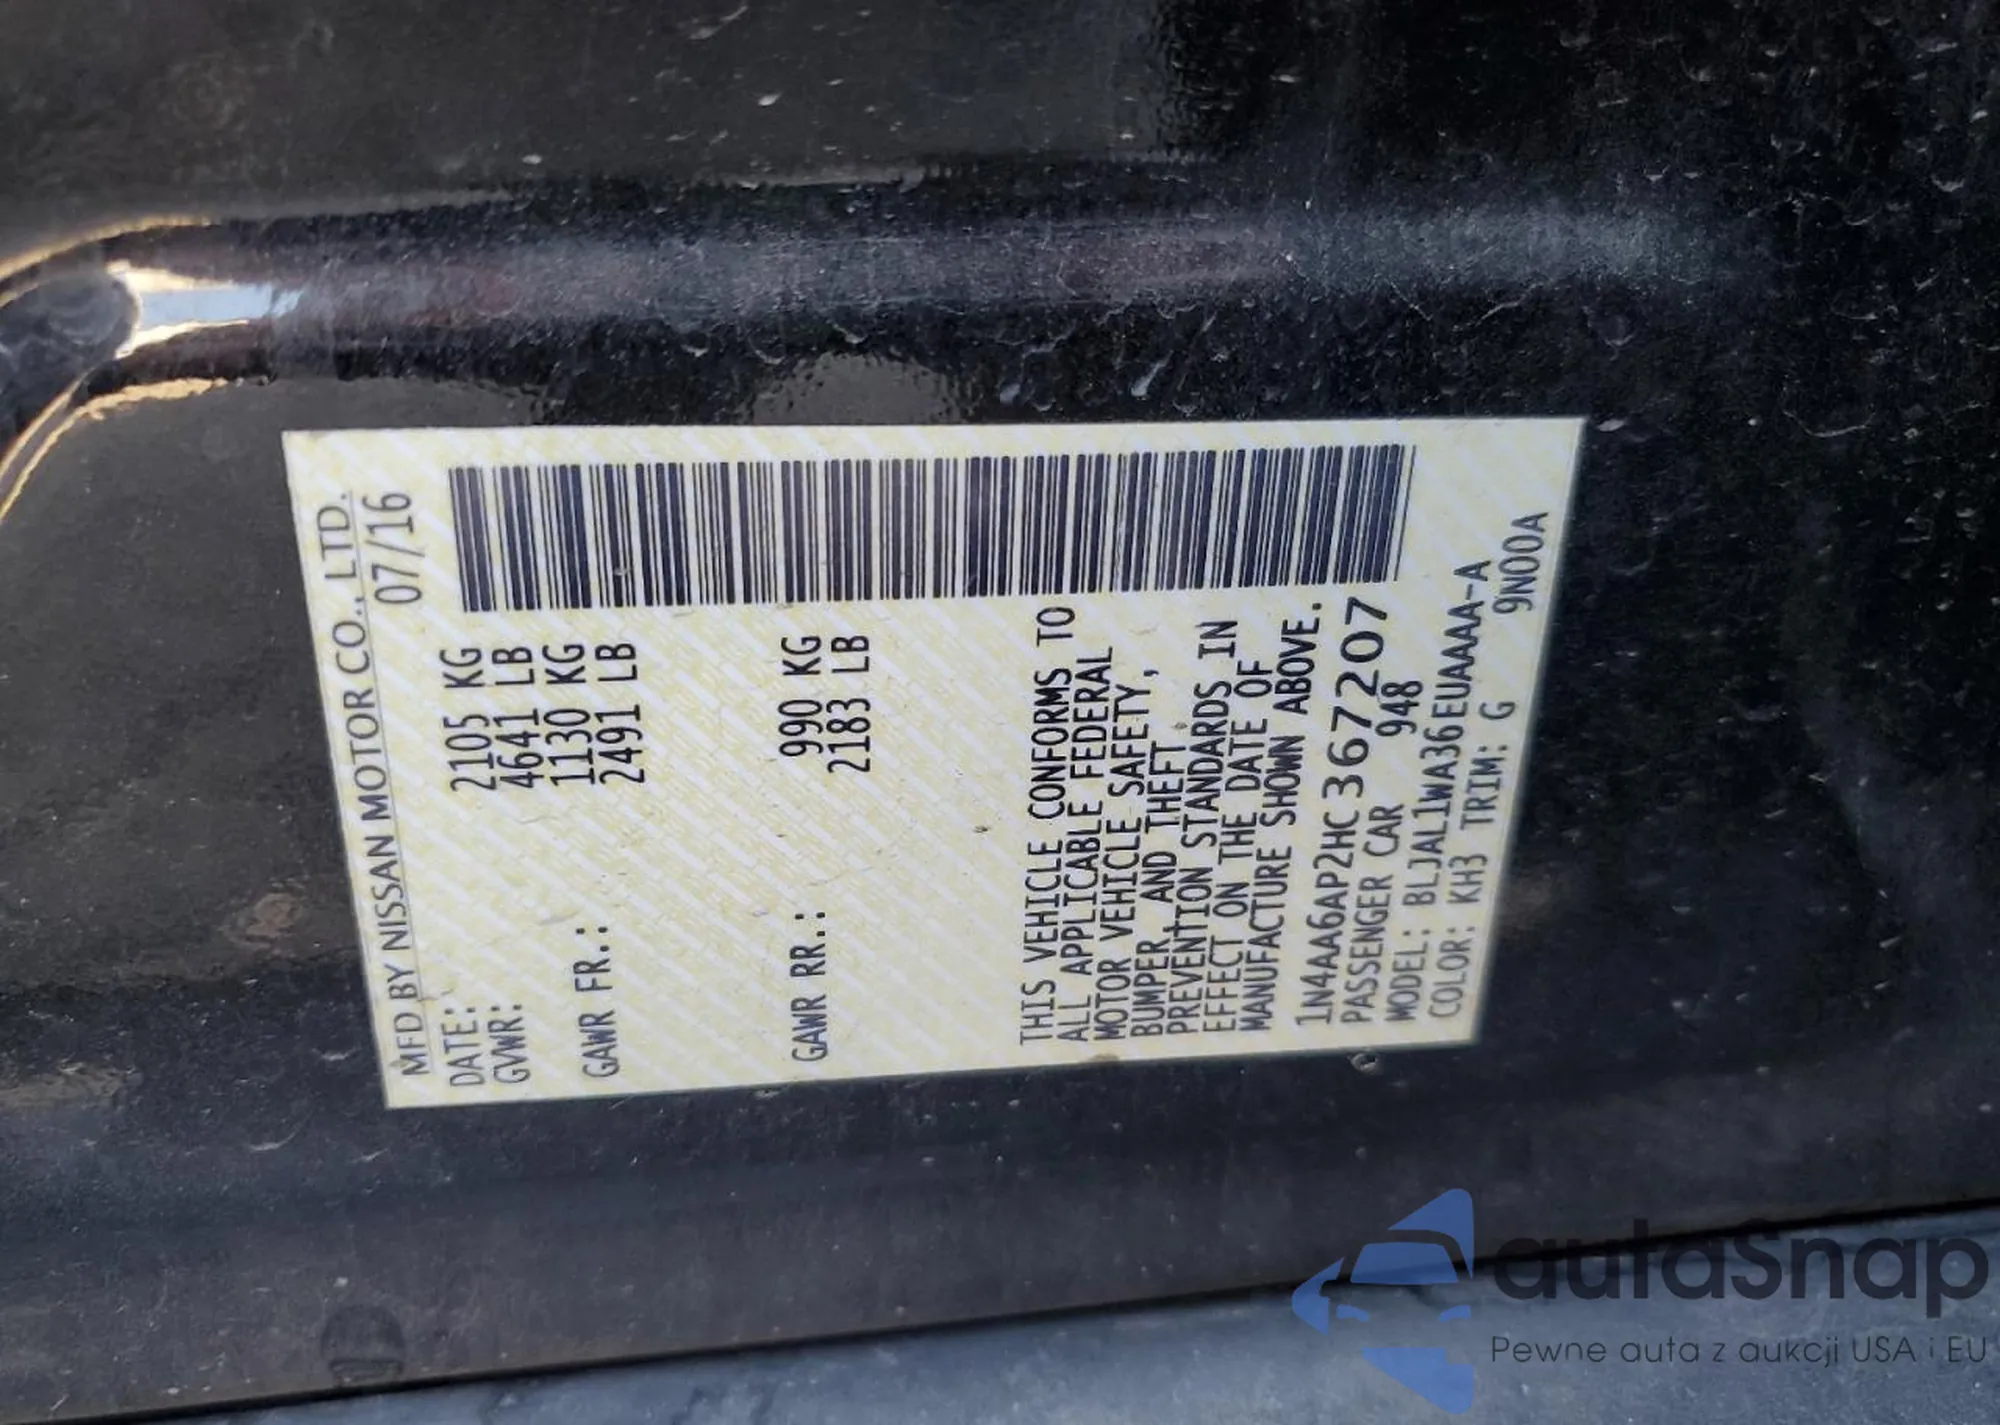 MFD BY NISSAN MOTOR CO., LTD.
DATE: 07/16
GVWR: 2105 KG
4641 LB
GAWR FR.: 1130 KG
2491 LB
GAWR RR.: 990 KG
2183 LB
THIS VEHICLE CONFORMS TO
ALL APPLICABLE FEDERAL
MOTOR VEHICLE SAFETY,
BUMPER, AND THEFT
PREVENTION STANDARDS IN
EFFECT ON THE DATE OF
MANUFACTURE SHOWN ABOVE.
1N4AA6AP2HC367207
PASSENGER CAR 948
MODEL: BLJAL1WA36EUAAAA-A
COLOR: KH3 TRIM: G 9N00A
autoSnap
Pewne auta z aukcji USA i EU